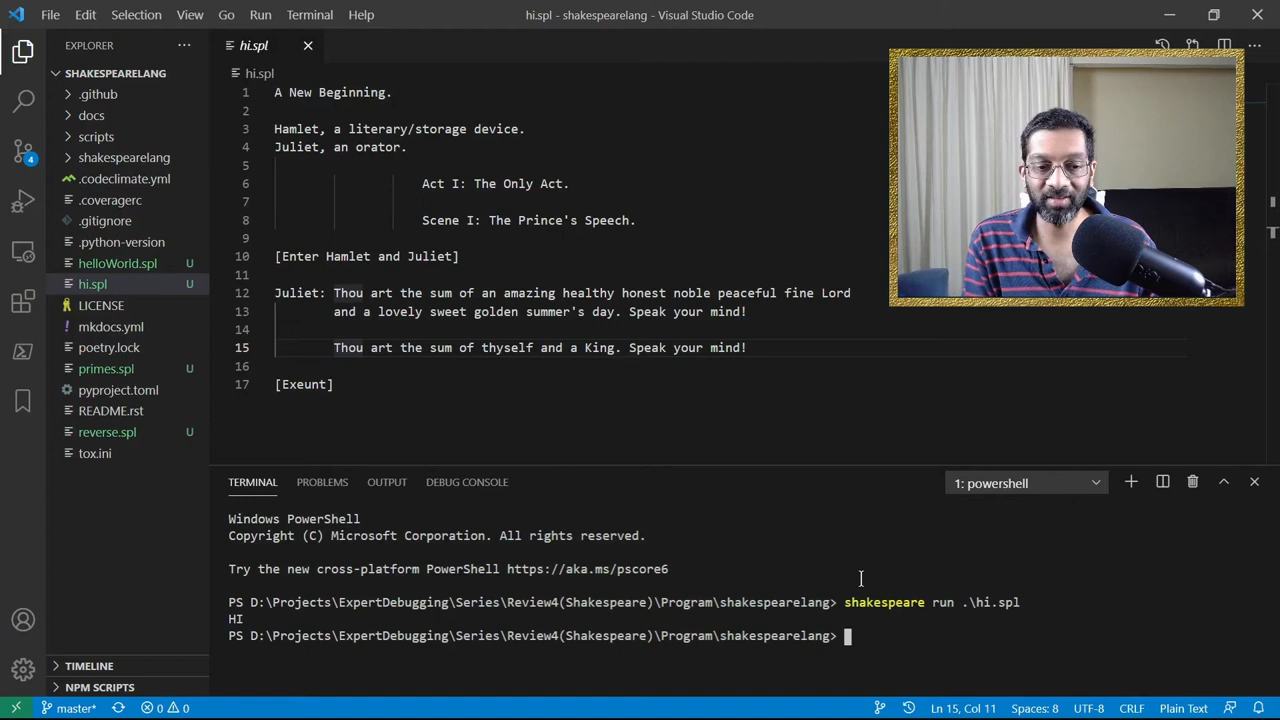 File Edit Selection View Go Run Terminal Help hi.spl - shakespearelang - Visual Studio Code
EXPLORER
SHAKESPEARELANG
.github
docs
scripts
shakespearelang
.codeclimate.yml
.coveragerc
.gitignore
.python-version
helloWorld.spl U
hi.spl U
LICENSE
mkdocs.yml
poetry.lock
primes.spl U
pyproject.toml
README.rst
reverse.spl U
tox.ini
TIMELINE
NPM SCRIPTS
4
hi.spl
hi.spl
1 A New Beginning.
2
3 Hamlet, a literary/storage device.
4 Juliet, an orator.
5
6 Act I: The Only Act.
7
8 Scene I: The Prince's Speech.
9
10 [Enter Hamlet and Juliet]
11
12 Juliet: Thou art the sum of an amazing healthy honest noble peaceful fine Lord
13 and a lovely sweet golden summer's day. Speak your mind!
14
15 Thou art the sum of thyself and a King. Speak your mind!
16
17 [Exeunt]
TERMINAL PROBLEMS OUTPUT DEBUG CONSOLE 1: powershell
Windows PowerShell
Copyright (C) Microsoft Corporation. All rights reserved.
Try the new cross-platform PowerShell https://aka.ms/pscore6
PS D:\Projects\ExpertDebugging\Series\Review4(Shakespeare)\Program\shakespearelang> shakespeare run .\hi.spl
HI
PS D:\Projects\ExpertDebugging\Series\Review4(Shakespeare)\Program\shakespearelang>
master* 0 0 Ln 15, Col 11 Spaces: 8 UTF-8 CRLF Plain Text